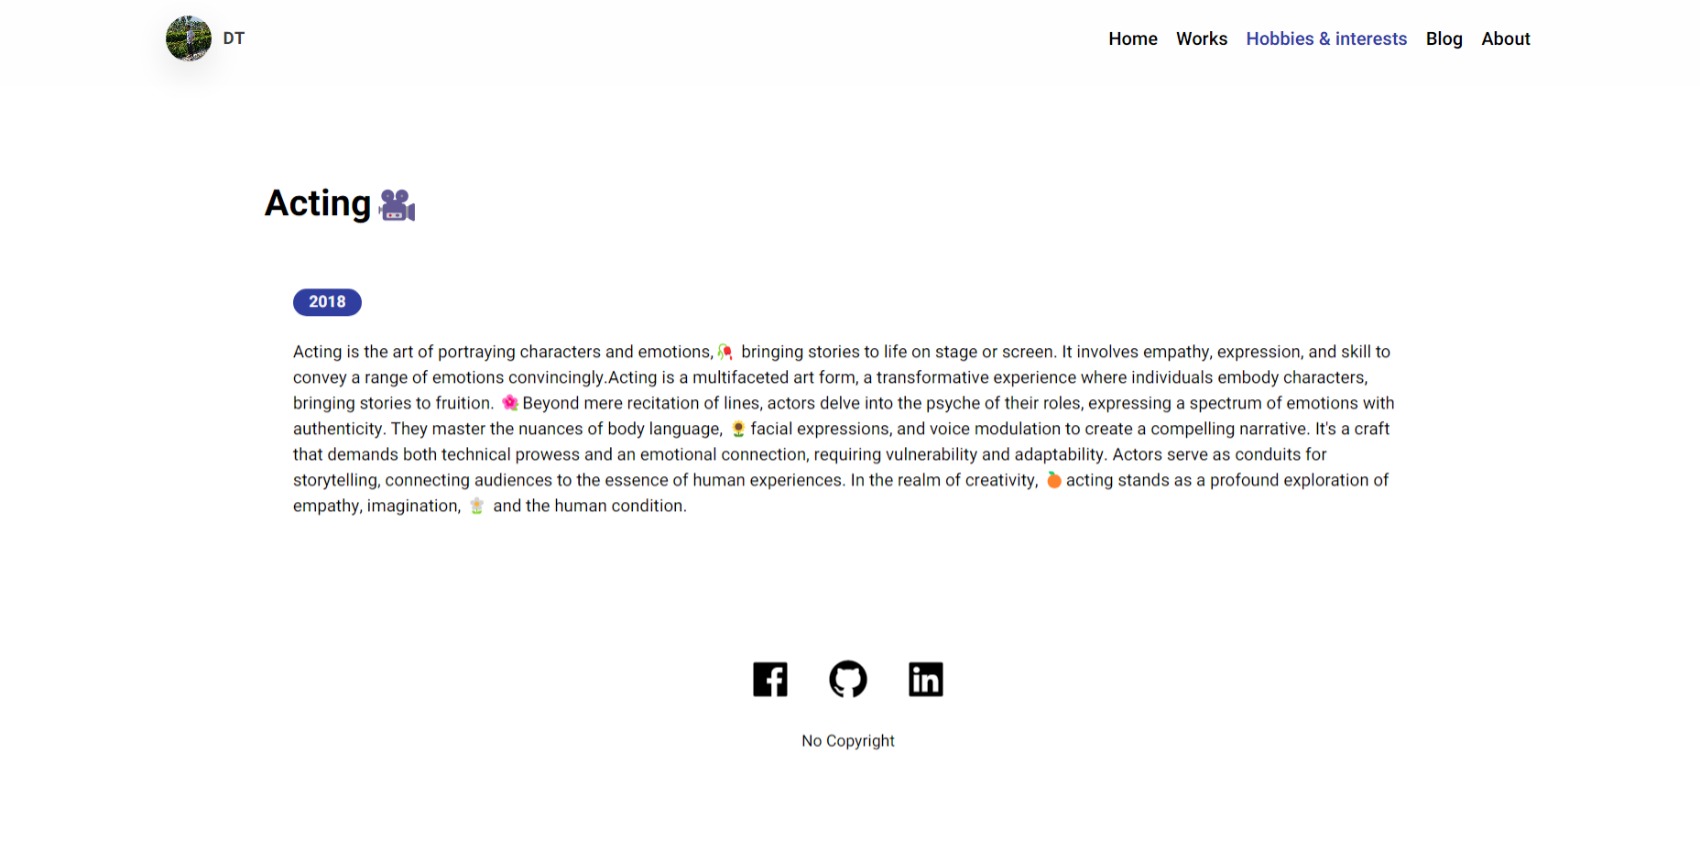 DT
Home Works Hobbies & interests Blog About
Acting 🎥
2018
Acting is the art of portraying characters and emotions,🥀 bringing stories to life on stage or screen. It involves empathy, expression, and skill to
convey a range of emotions convincingly.Acting is a multifaceted art form, a transformative experience where individuals embody characters,
bringing stories to fruition. 🌺Beyond mere recitation of lines, actors delve into the psyche of their roles, expressing a spectrum of emotions with
authenticity. They master the nuances of body language, 🌻facial expressions, and voice modulation to create a compelling narrative. It's a craft
that demands both technical prowess and an emotional connection, requiring vulnerability and adaptability. Actors serve as conduits for
storytelling, connecting audiences to the essence of human experiences. In the realm of creativity, 🍊acting stands as a profound exploration of
empathy, imagination, 🌼 and the human condition.
No Copyright